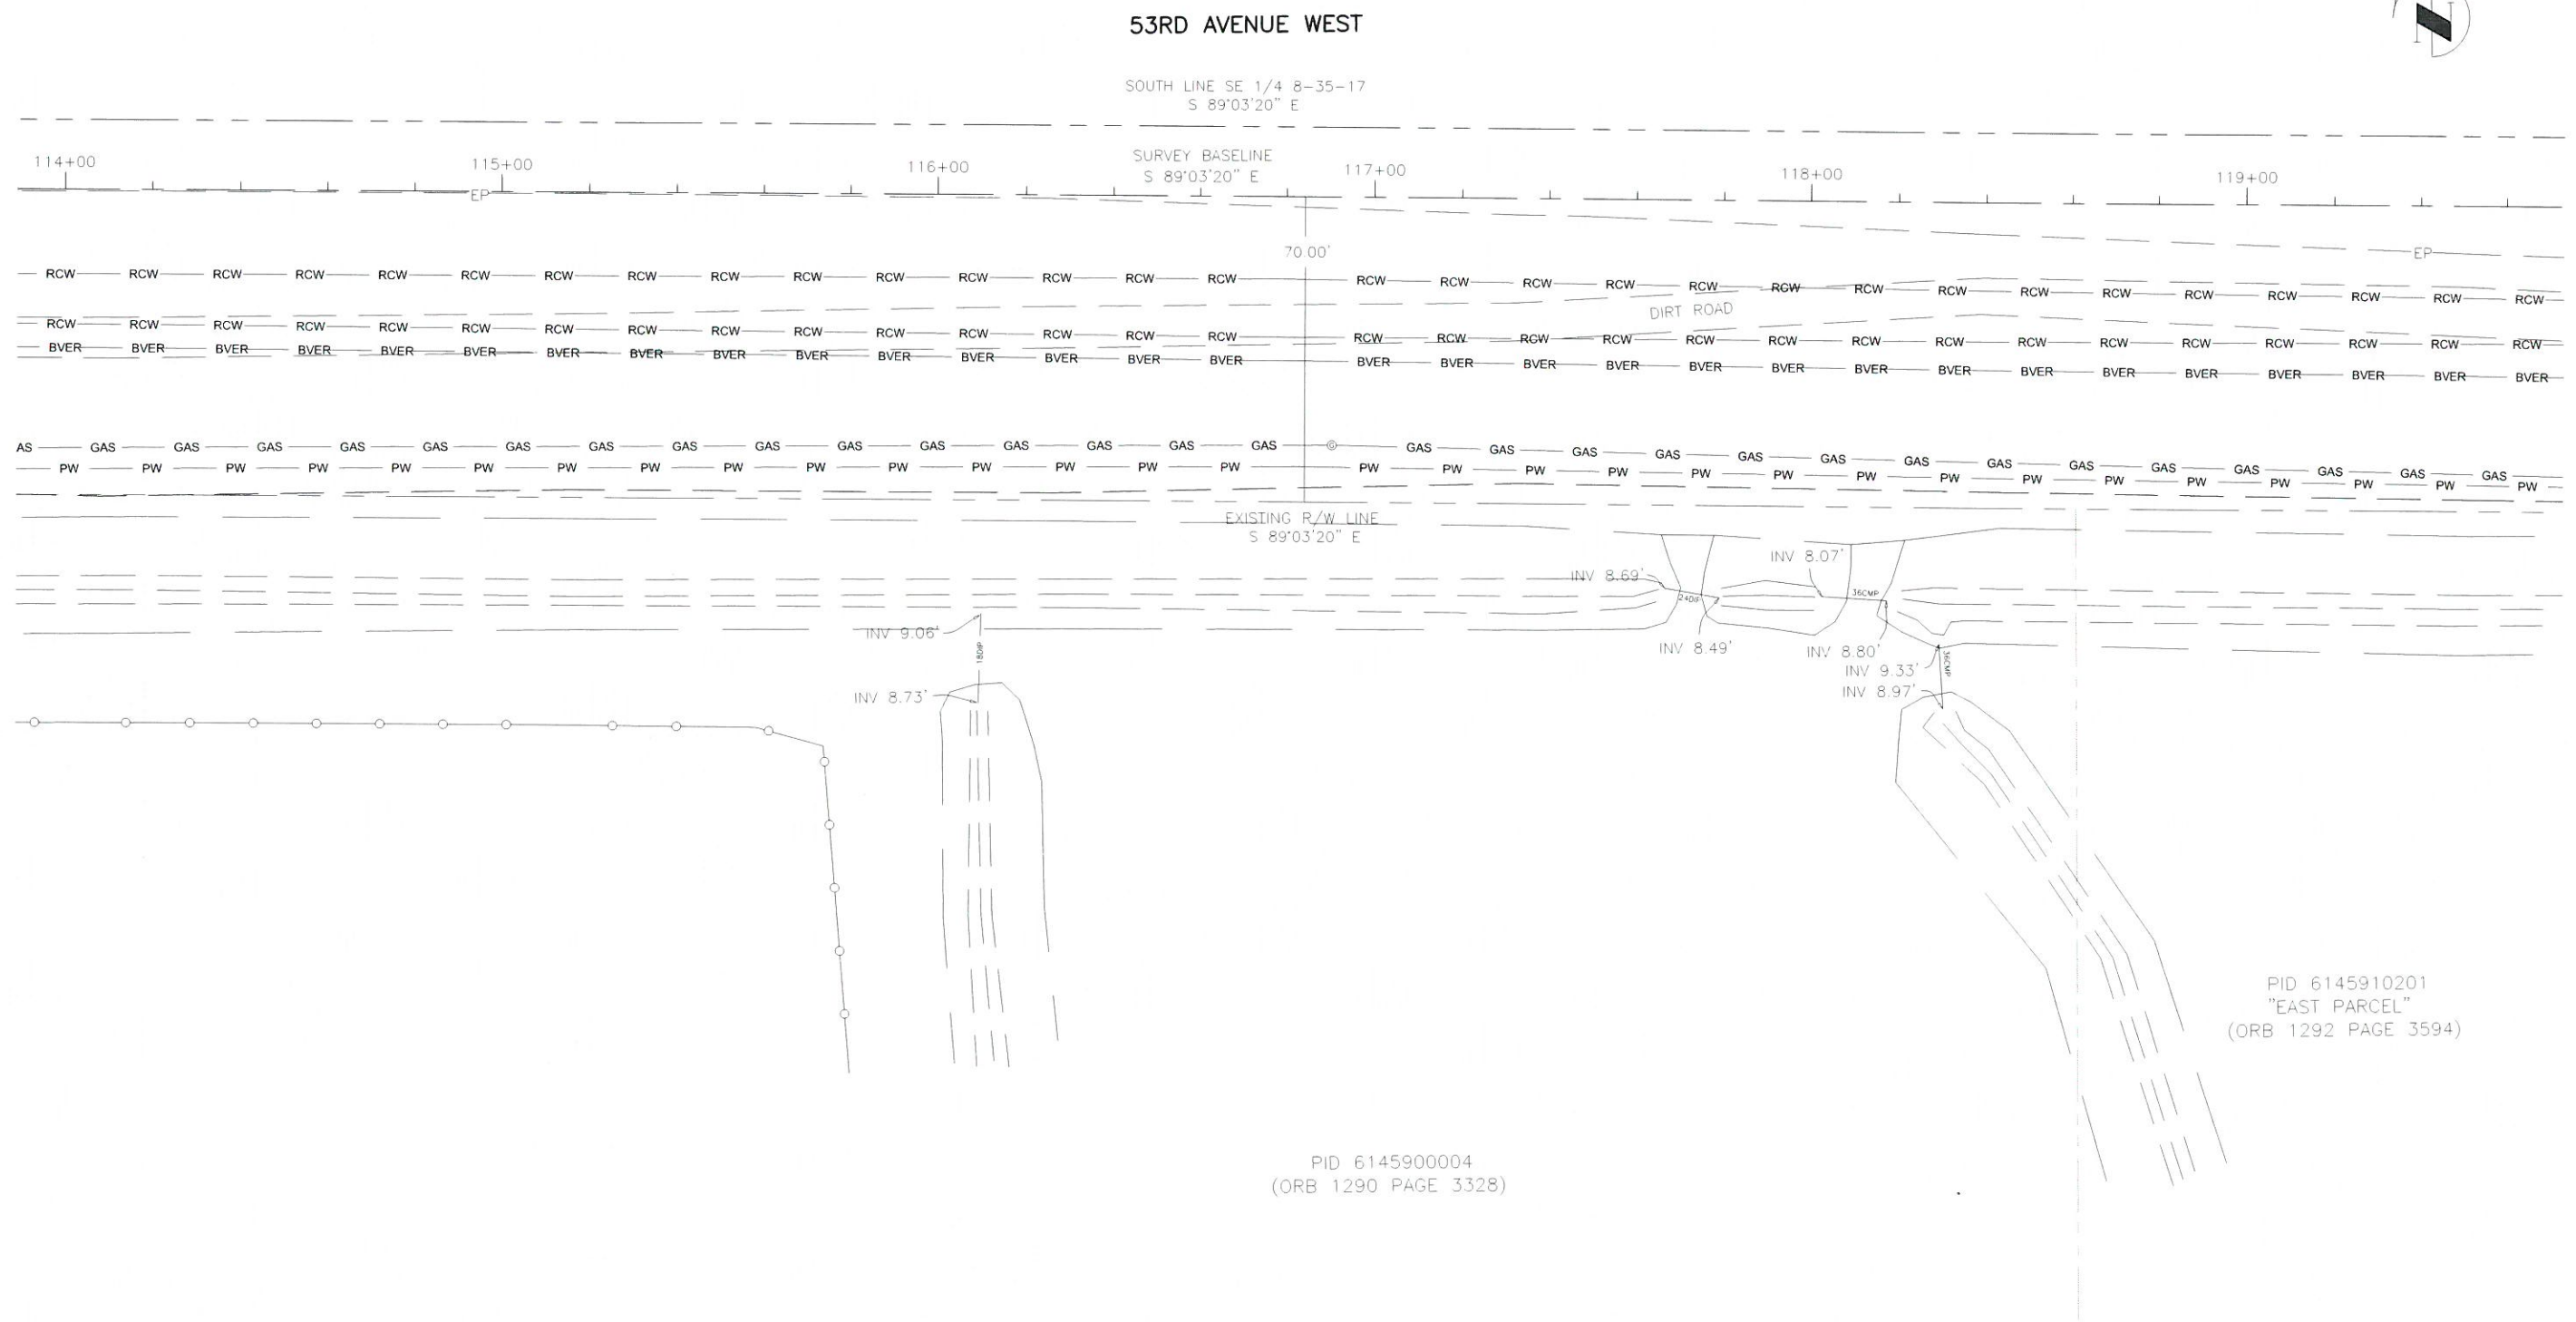 53RD AVENUE WEST
N
SOUTH LINE SE 1/4 8-35-17
S 89°03'20" E
114+00 115+00 116+00 SURVEY BASELINE 117+00 118+00 119+00
S 89°03'20" E
EP
70.00'
EP
RCW RCW RCW RCW RCW RCW RCW RCW RCW RCW RCW RCW RCW RCW RCW RCW RCW RCW RCW RCW RCW RCW RCW RCW RCW RCW RCW RCW RCW RCW
DIRT ROAD
RCW RCW RCW RCW RCW RCW RCW RCW RCW RCW RCW RCW RCW RCW RCW RCW RCW RCW RCW RCW RCW RCW RCW RCW RCW RCW RCW RCW RCW RCW
BVER BVER BVER BVER BVER BVER BVER BVER BVER BVER BVER BVER BVER BVER BVER BVER BVER BVER BVER BVER BVER BVER BVER BVER BVER BVER BVER BVER BVER BVER
AS GAS GAS GAS GAS GAS GAS GAS GAS GAS GAS GAS GAS GAS GAS GAS G GAS GAS GAS GAS GAS GAS GAS GAS GAS GAS GAS GAS GAS GAS
PW PW PW PW PW PW PW PW PW PW PW PW PW PW PW PW PW PW PW PW PW PW PW PW PW PW PW PW PW PW
EXISTING R/W LINE
S 89°03'20" E
INV 8.07'
INV 8.69'
24DIP
36CMP
INV 9.06'
18DIP
INV 8.49'
INV 8.80'
INV 9.33'
36CMP
INV 8.97'
INV 8.73'
PID 6145910201
"EAST PARCEL"
(ORB 1292 PAGE 3594)
PID 6145900004
(ORB 1290 PAGE 3328)